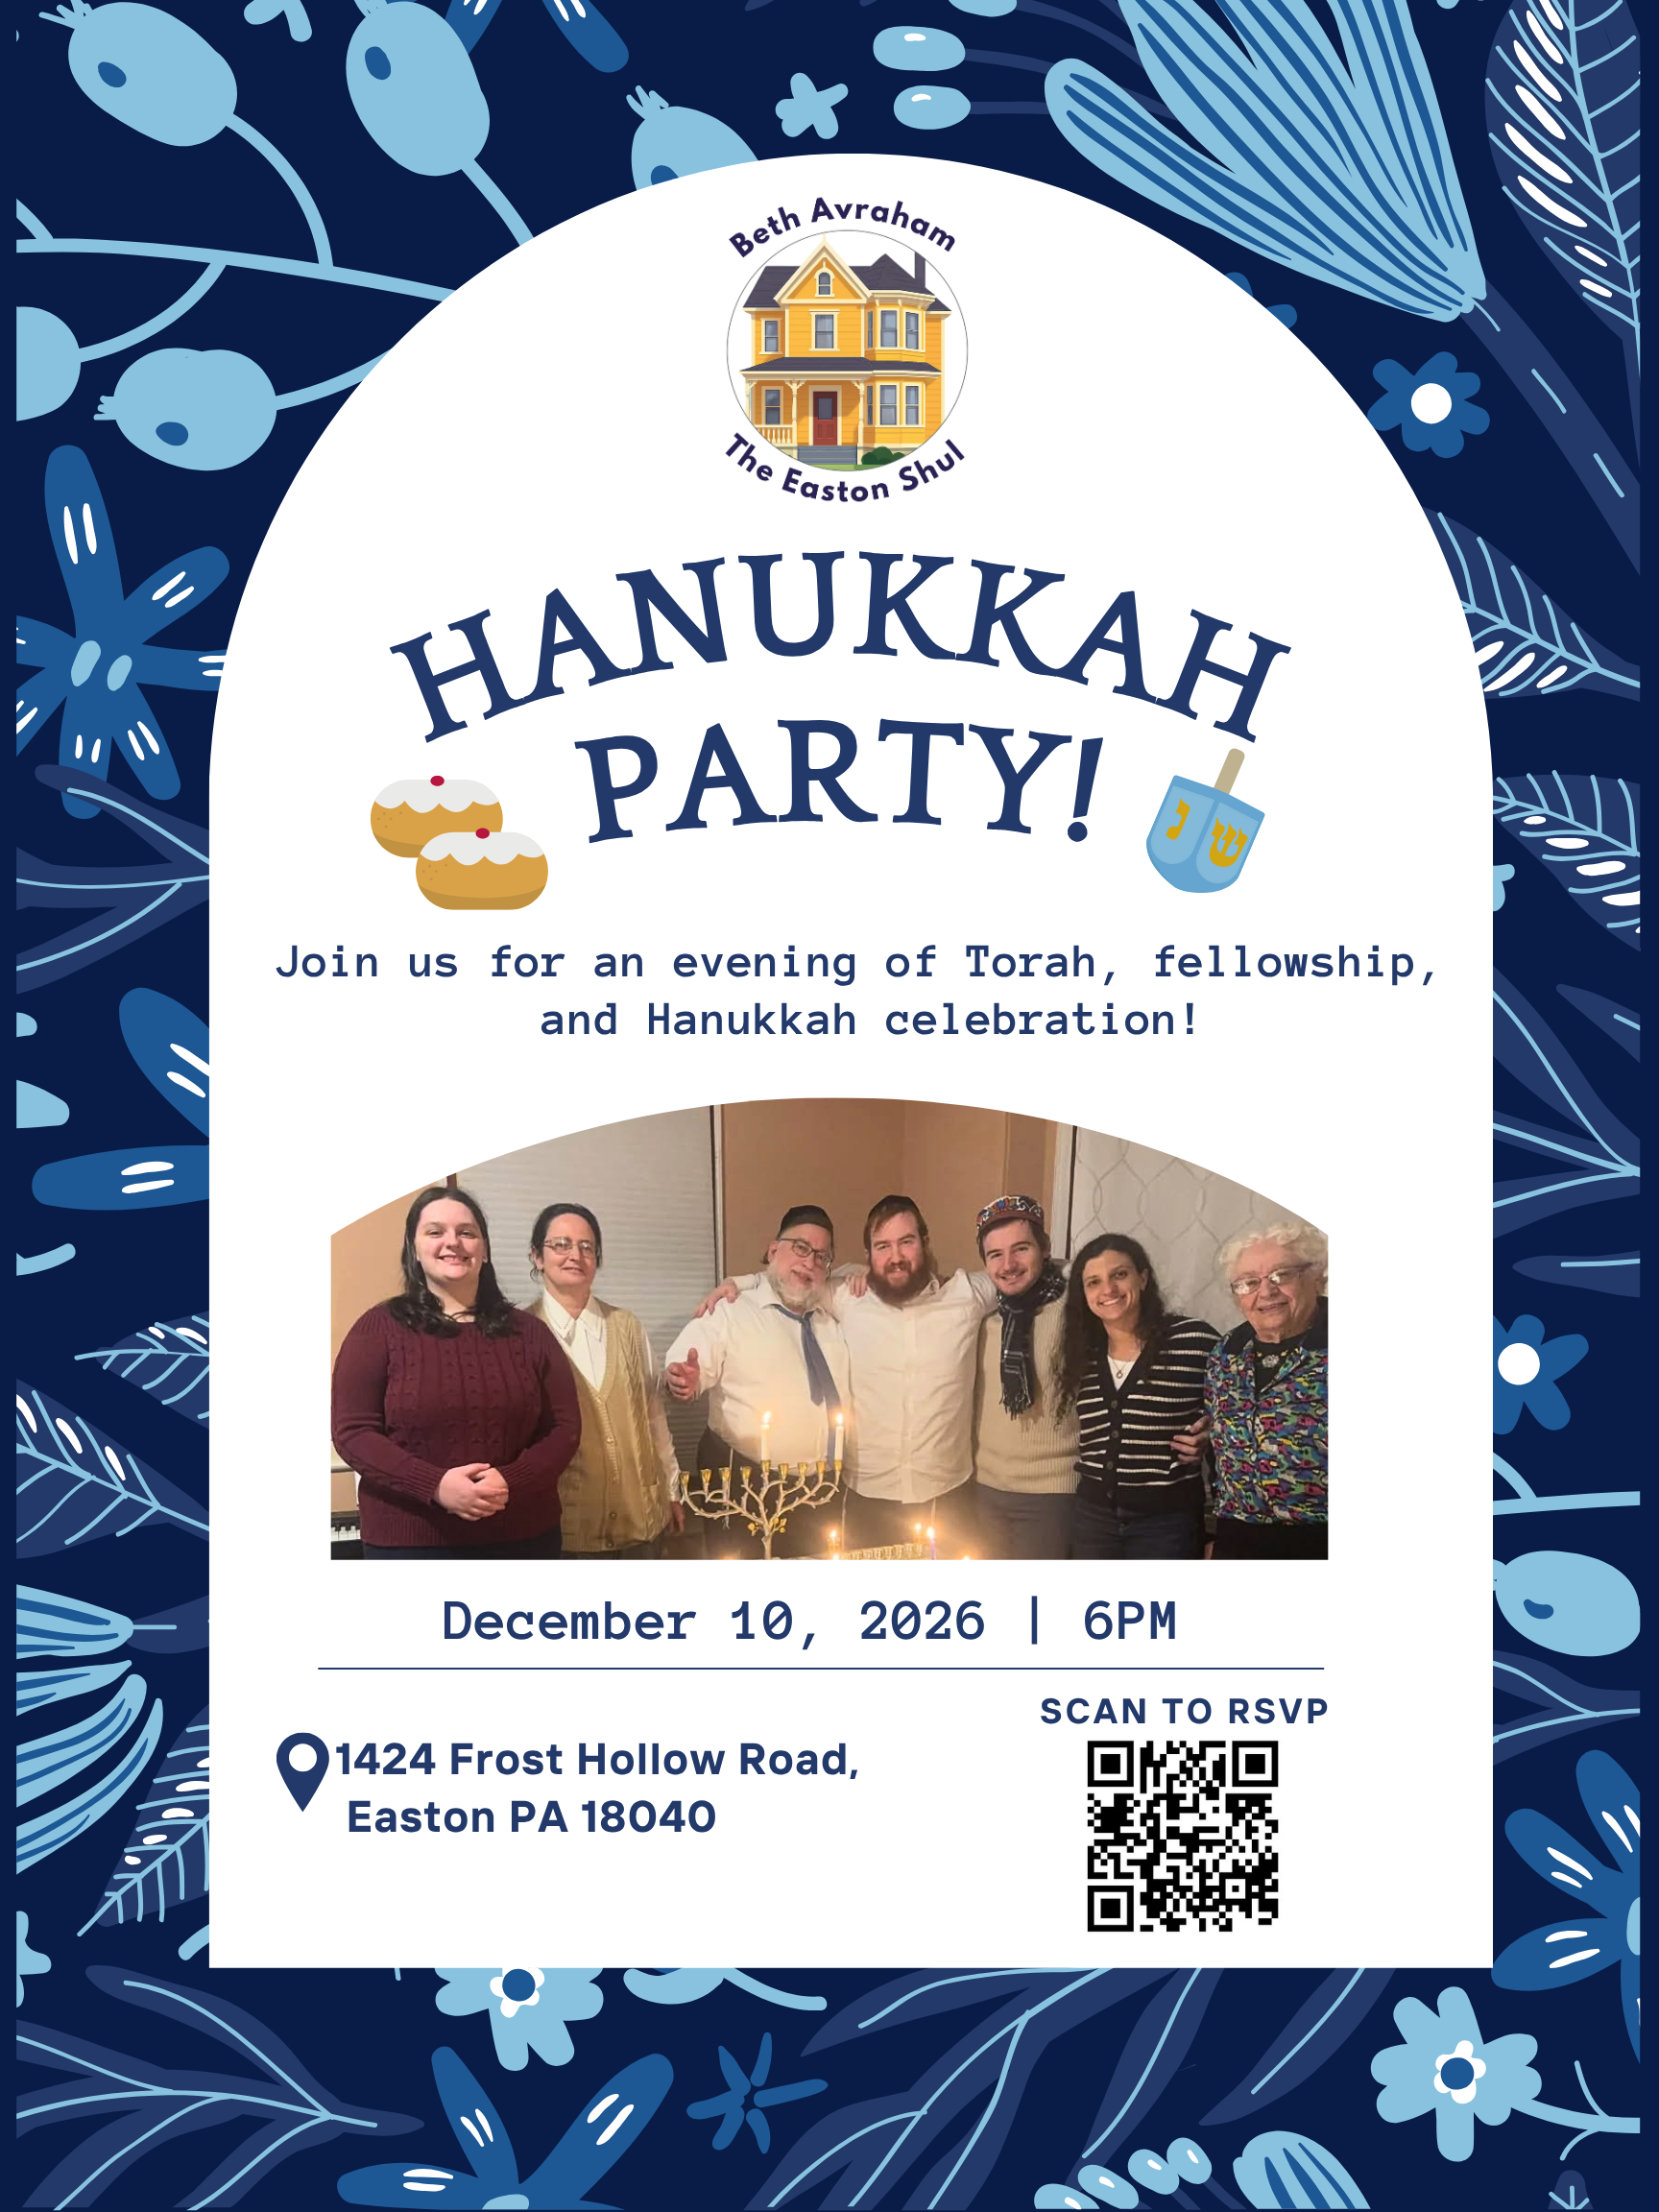 Beth Avraham
The Easton Shul
HANUKKAH
PARTY!
נ ש
Join us for an evening of Torah, fellowship,
and Hanukkah celebration!
December 10, 2026 | 6PM
SCAN TO RSVP
1424 Frost Hollow Road,
Easton PA 18040